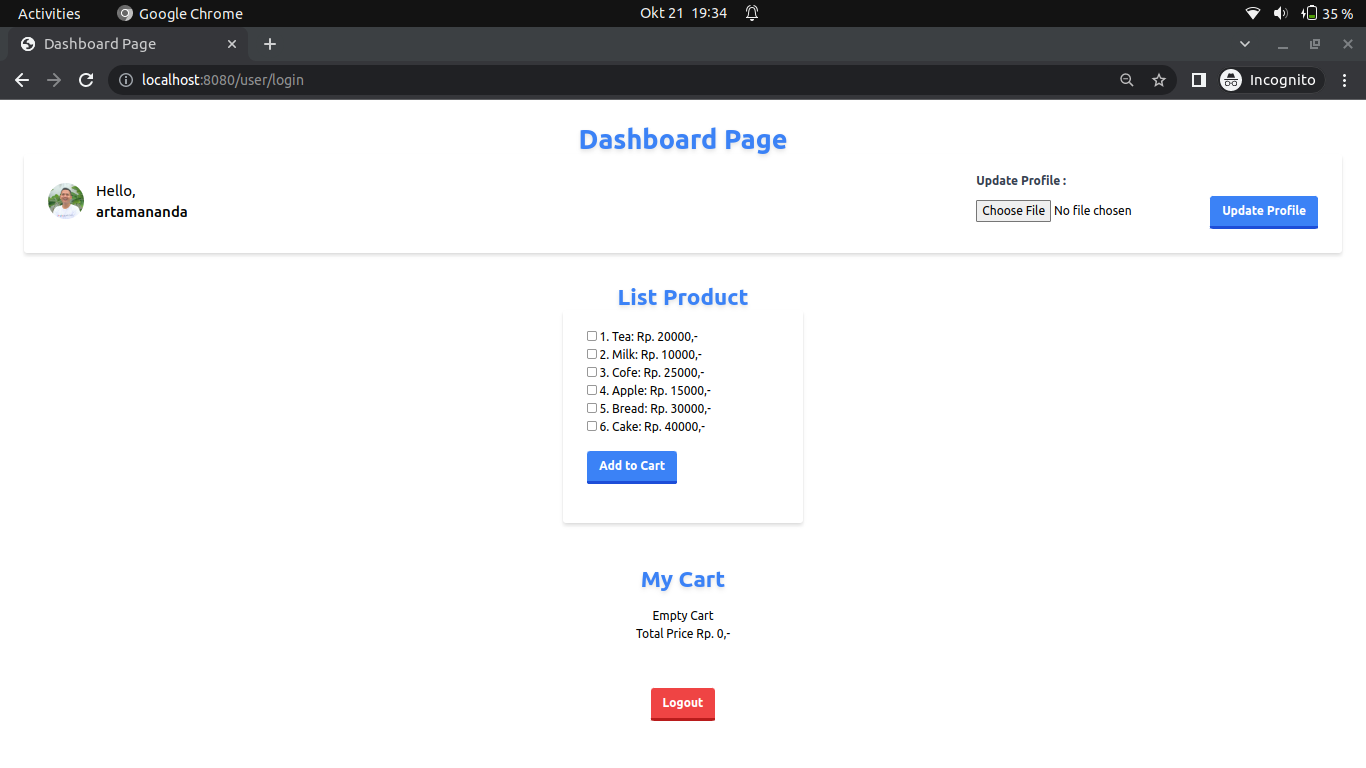 Activities
Google Chrome
Okt 21 19:34
35 %
Dashboard Page
localhost:8080/user/login
Incognito
Dashboard Page
Hello,
artamananda
Update Profile :
Choose File No file chosen
Update Profile
List Product
1. Tea: Rp. 20000,-
2. Milk: Rp. 10000,-
3. Cofe: Rp. 25000,-
4. Apple: Rp. 15000,-
5. Bread: Rp. 30000,-
6. Cake: Rp. 40000,-
Add to Cart
My Cart
Empty Cart
Total Price Rp. 0,-
Logout